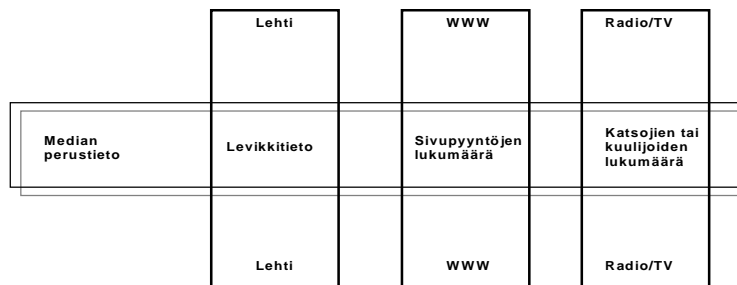 Lehti
WWW
Radio/TV
Median
perustieto
Levikkitieto
Sivupyyntöjen
lukumäärä
Katsojien tai
kuulijoiden
lukumäärä
Lehti
WWW
Radio/TV